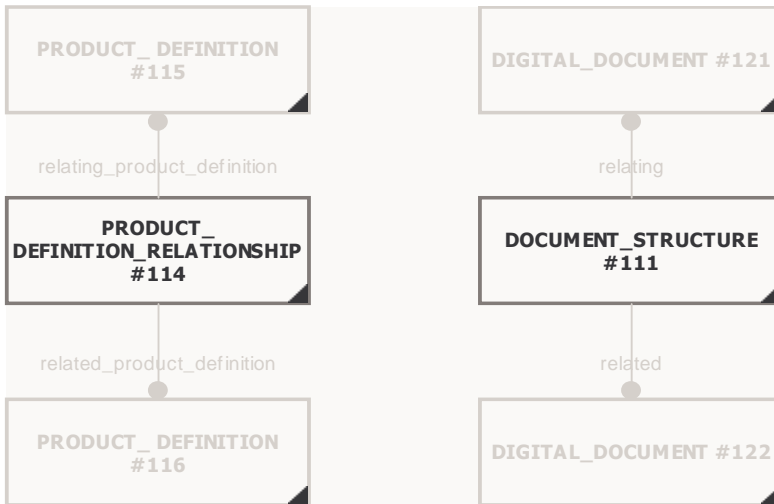 PRODUCT_ DEFINITION
#115
DIGITAL_DOCUMENT #121
relating_product_definition
relating
PRODUCT_
DEFINITION_RELATIONSHIP
#114
DOCUMENT_STRUCTURE
#111
related_product_definition
related
PRODUCT_ DEFINITION
#116
DIGITAL_DOCUMENT #122